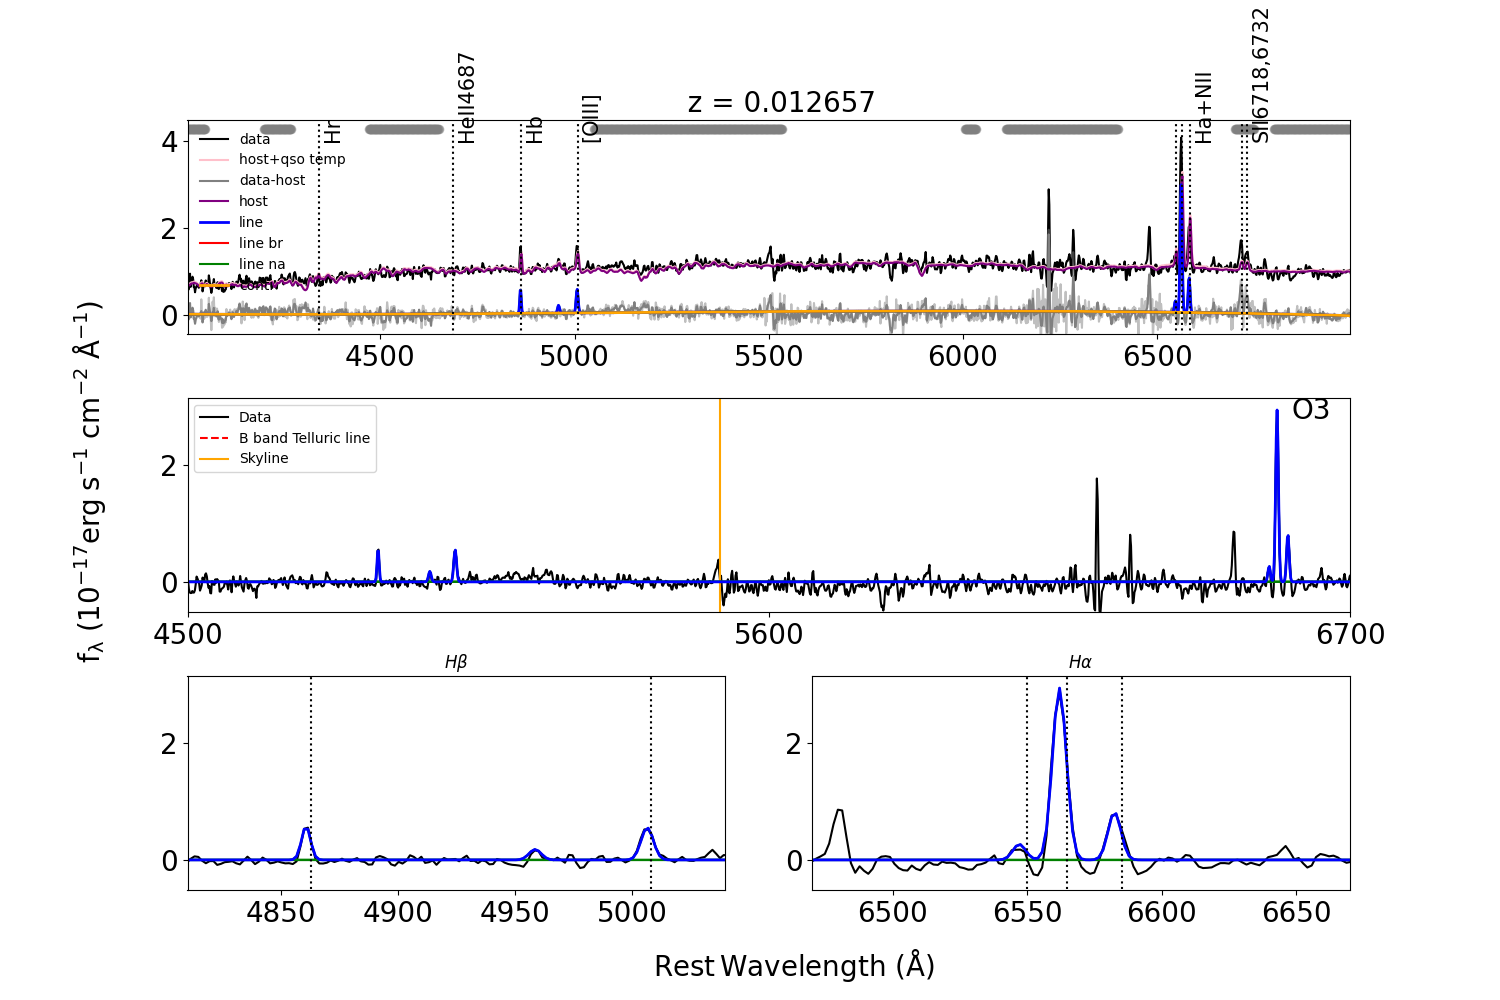 z = 0.012657
Hr
HeII4687
Hb
[OIII]
Ha+NII
SII6718,6732
data
host+qso temp
data-host
host
line
line br
line na
conti
4
2
0
4500
5000
5500
6000
6500
fλ (10⁻¹⁷erg s⁻¹ cm⁻² Å⁻¹)
Data
B band Telluric line
Skyline
O3
2
0
4500
5600
6700
Hβ
2
0
4850
4900
4950
5000
Hα
2
0
6500
6550
6600
6650
Rest Wavelength (Å)